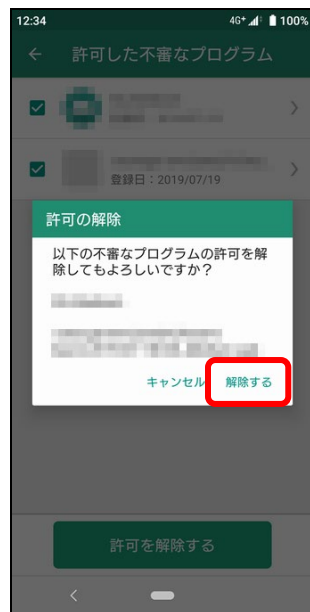 12:34
4G+ 100%
許可した不審なプログラム
登録日：2019/07/19
許可の解除
以下の不審なプログラムの許可を解
除してもよろしいですか？
キャンセル 解除する
許可を解除する